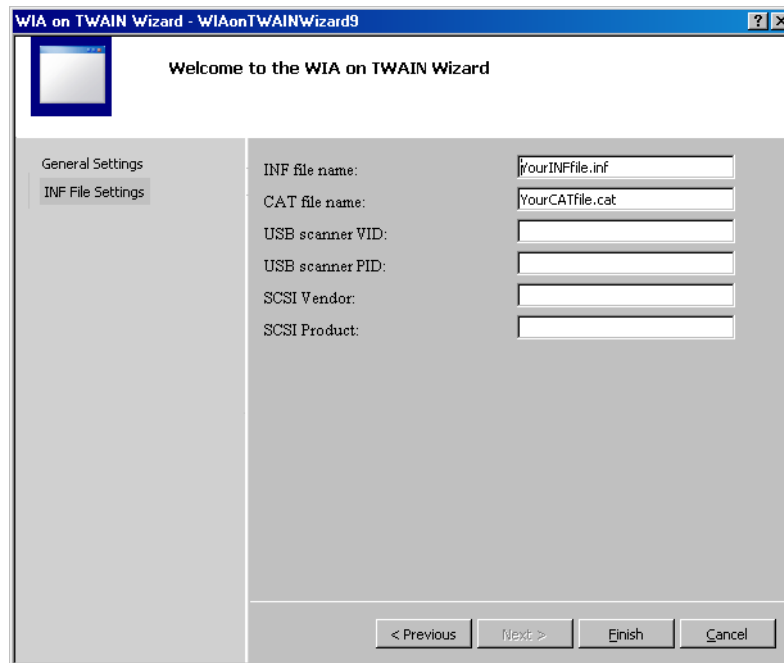 WIA on TWAIN Wizard - WIAonTWAINWizard9
Welcome to the WIA on TWAIN Wizard
General Settings
INF File Settings
INF file name: YourINFfile.inf
CAT file name: YourCATfile.cat
USB scanner VID:
USB scanner PID:
SCSI Vendor:
SCSI Product:
< Previous Next > Finish Cancel